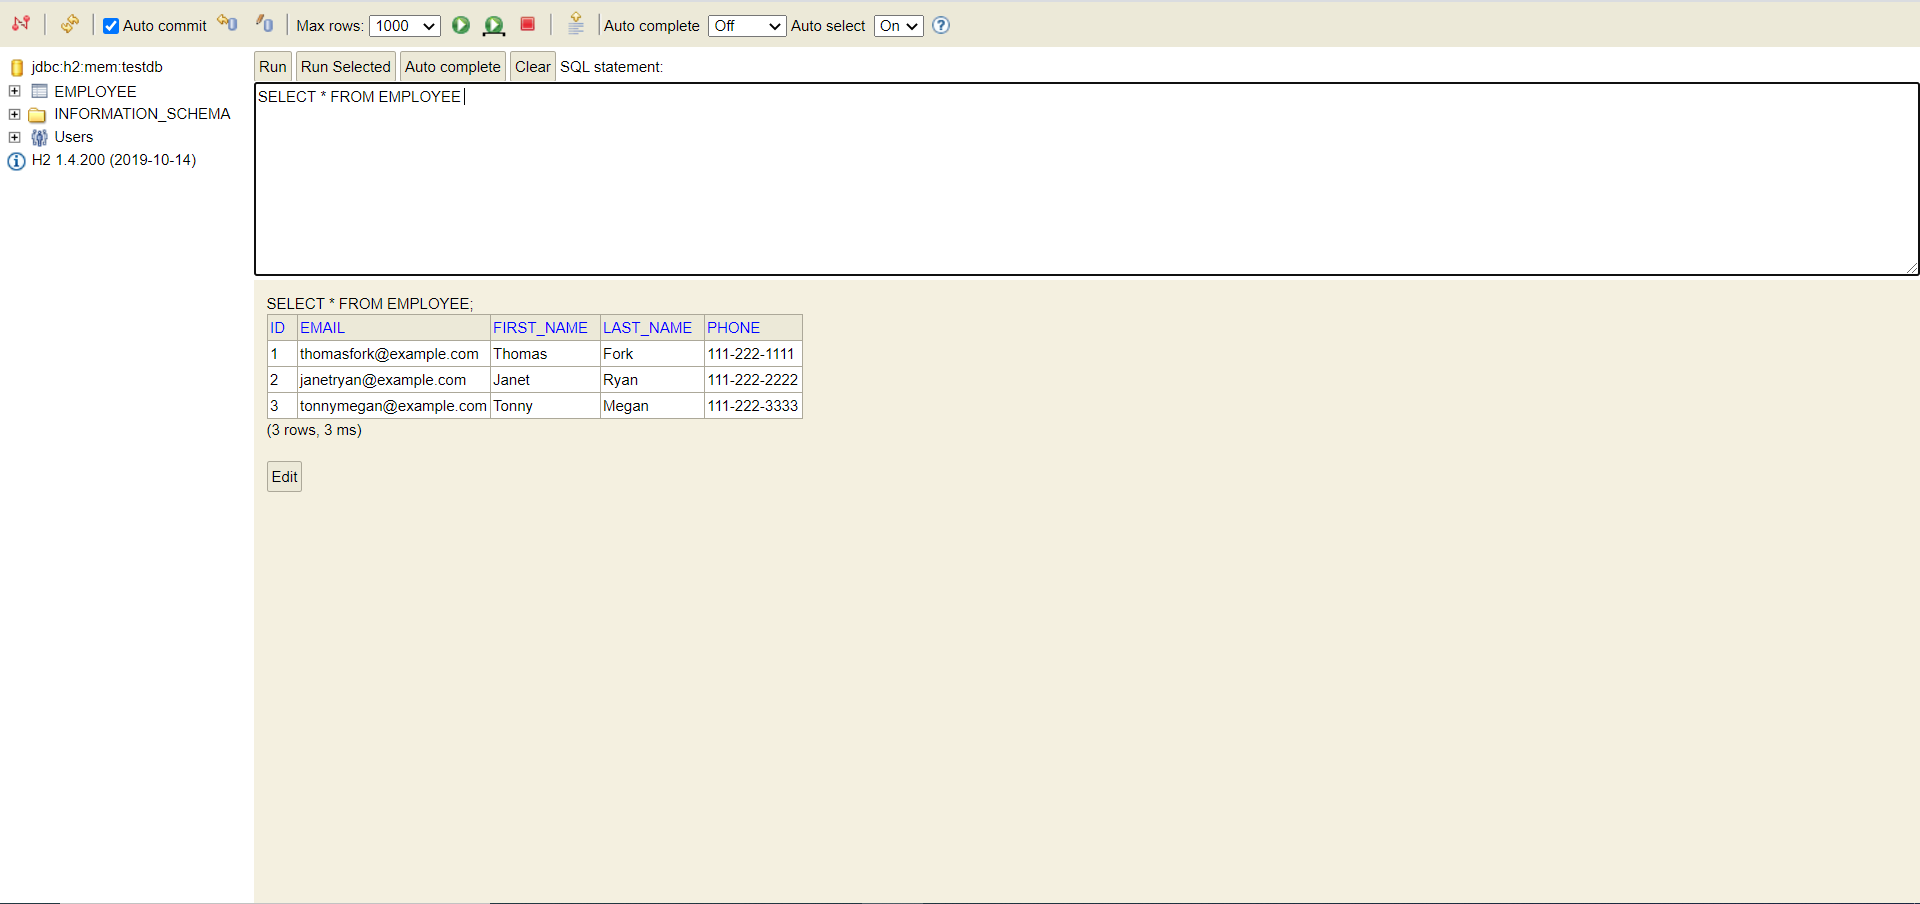 Auto commit Max rows: 1000 Auto complete Off Auto select On ?
jdbc:h2:mem:testdb
EMPLOYEE
INFORMATION_SCHEMA
Users
H2 1.4.200 (2019-10-14)
Run Run Selected Auto complete Clear SQL statement:
SELECT * FROM EMPLOYEE
SELECT * FROM EMPLOYEE;
ID EMAIL FIRST_NAME LAST_NAME PHONE
1 thomasfork@example.com Thomas Fork 111-222-1111
2 janetryan@example.com Janet Ryan 111-222-2222
3 tonnymegan@example.com Tonny Megan 111-222-3333
(3 rows, 3 ms)
Edit